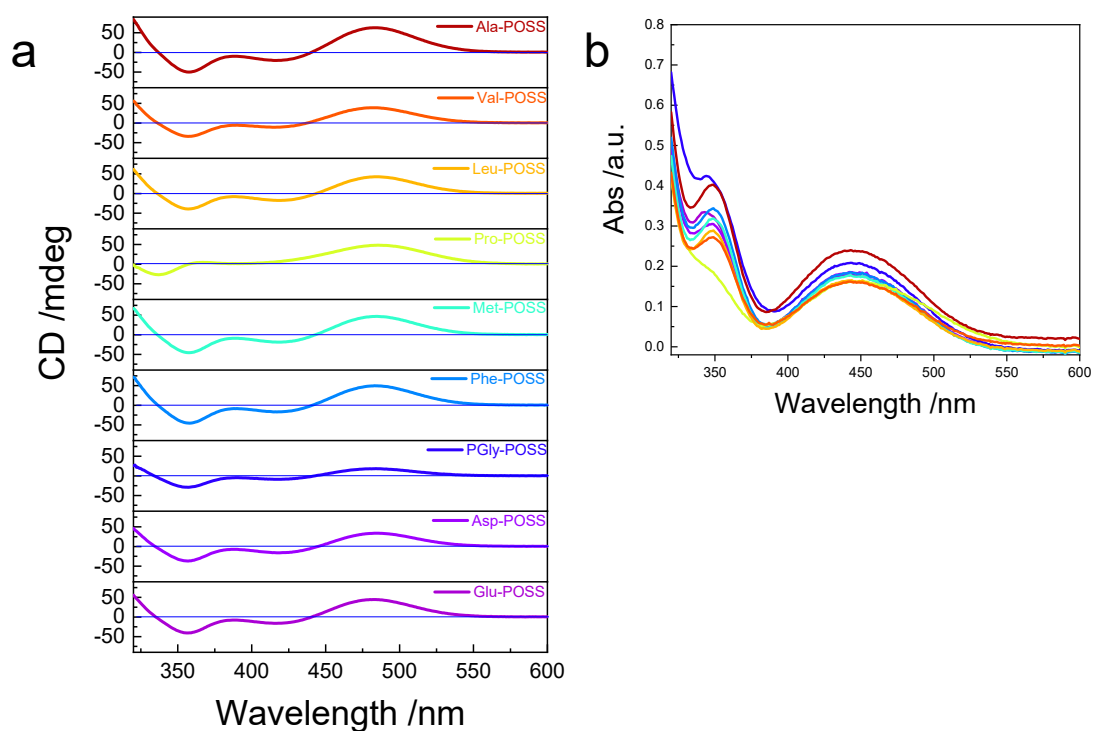 a
CD /mdeg
50
0
-50
Ala-POSS
50
0
-50
Val-POSS
50
0
-50
Leu-POSS
50
0
-50
Pro-POSS
50
0
-50
Met-POSS
50
0
-50
Phe-POSS
50
0
-50
PGly-POSS
50
0
-50
Asp-POSS
50
0
-50
Glu-POSS
350 400 450 500 550 600
Wavelength /nm
b
Abs /a.u.
0.8
0.7
0.6
0.5
0.4
0.3
0.2
0.1
0.0
350 400 450 500 550 600
Wavelength /nm